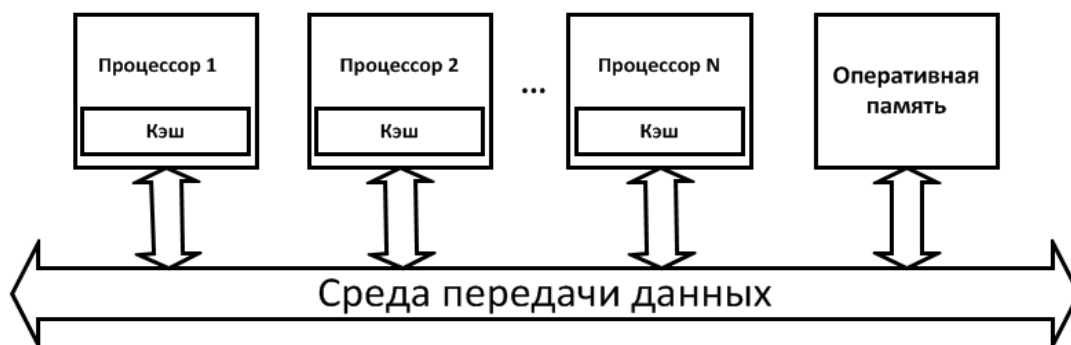 Процессор 1
Кэш
Процессор 2
Кэш
...
Процессор N
Кэш
Оперативная
память
Среда передачи данных